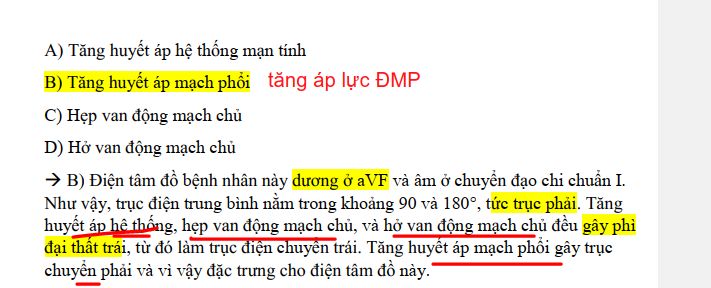 A) Tăng huyết áp hệ thống mạn tính
B) Tăng huyết áp mạch phổi tăng áp lực ĐMP
C) Hẹp van động mạch chủ
D) Hở van động mạch chủ
→ B) Điện tâm đồ bệnh nhân này dương ở aVF và âm ở chuyển đạo chi chuẩn I.
Như vậy, trục điện trung bình nằm trong khoảng 90 và 180°, tức trục phải. Tăng
huyết áp hệ thống, hẹp van động mạch chủ, và hở van động mạch chủ đều gây phì
đại thất trái, từ đó làm trục điện chuyển trái. Tăng huyết áp mạch phổi gây trục
chuyển phải và vì vậy đặc trưng cho điện tâm đồ này.